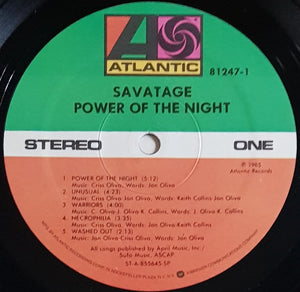 ATLANTIC
81247-1
SAVATAGE
POWER OF THE NIGHT
STEREO
ONE
℗ 1985
Atlantic Records
1 POWER OF THE NIGHT (5:12)
Music: Criss Oliva, Words: Jon Oliva
2 UNUSUAL (4:23)
Music: Criss Oliva-Jon Oliva, Words: Keith Collins-Jon Oliva
3 WARRIORS (4:00)
Music: C. Oliva-J. Oliva-K. Collins, Words: J. Oliva-K. Collins
4 NECROPHILIA (3:35)
Music: Criss Oliva, Words: Jon Oliva
5 WASHED OUT (2:13)
Music: Jon Oliva-Criss Oliva, Words: Jon Oliva
All songs published by April Music, Inc./
Sufo Music, ASCAP
ST-A-855645-SP